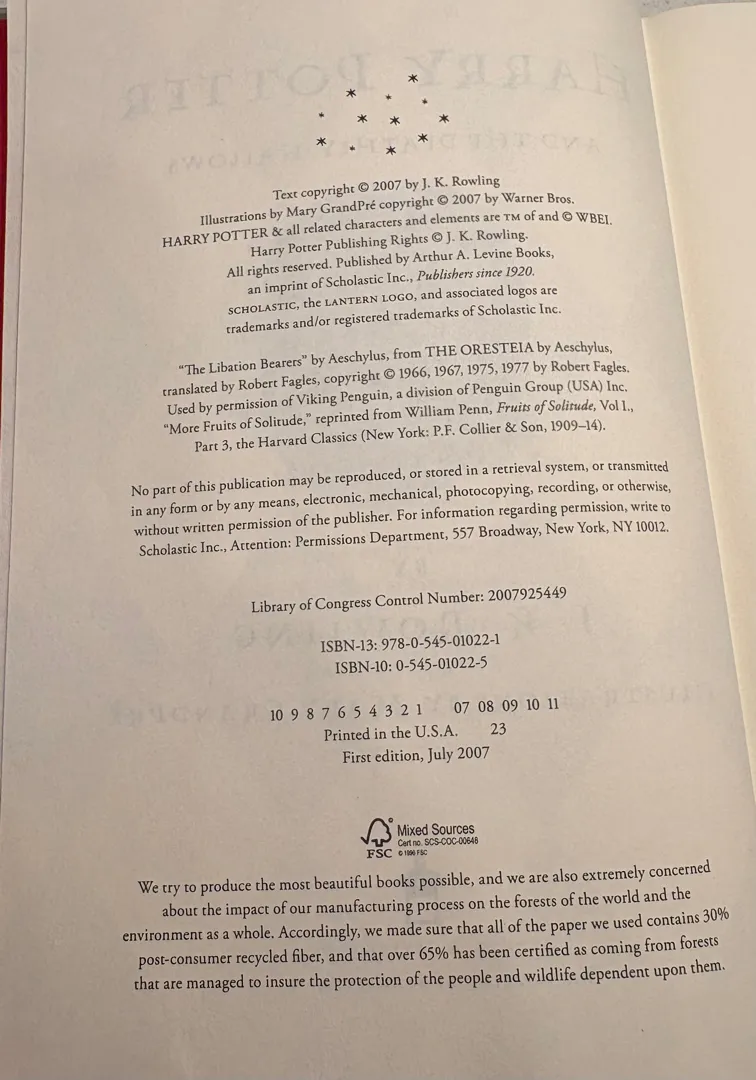 Text copyright © 2007 by J. K. Rowling
Illustrations by Mary GrandPré copyright © 2007 by Warner Bros.
HARRY POTTER & all related characters and elements are TM of and © WBEI.
Harry Potter Publishing Rights © J. K. Rowling.
All rights reserved. Published by Arthur A. Levine Books,
an imprint of Scholastic Inc., Publishers since 1920.
SCHOLASTIC, the LANTERN LOGO, and associated logos are
trademarks and/or registered trademarks of Scholastic Inc.
“The Libation Bearers” by Aeschylus, from THE ORESTEIA by Aeschylus,
translated by Robert Fagles, copyright © 1966, 1967, 1975, 1977 by Robert Fagles.
Used by permission of Viking Penguin, a division of Penguin Group (USA) Inc.
“More Fruits of Solitude,” reprinted from William Penn, Fruits of Solitude, Vol 1.,
Part 3, the Harvard Classics (New York: P.F. Collier & Son, 1909–14).
No part of this publication may be reproduced, or stored in a retrieval system, or transmitted
in any form or by any means, electronic, mechanical, photocopying, recording, or otherwise,
without written permission of the publisher. For information regarding permission, write to
Scholastic Inc., Attention: Permissions Department, 557 Broadway, New York, NY 10012.
Library of Congress Control Number: 2007925449
ISBN-13: 978-0-545-01022-1
ISBN-10: 0-545-01022-5
10 9 8 7 6 5 4 3 2 1 07 08 09 10 11
Printed in the U.S.A. 23
First edition, July 2007
Mixed Sources
Cert no. SCS-COC-00648
FSC © 1996 FSC
We try to produce the most beautiful books possible, and we are also extremely concerned
about the impact of our manufacturing process on the forests of the world and the
environment as a whole. Accordingly, we made sure that all of the paper we used contains 30%
post-consumer recycled fiber, and that over 65% has been certified as coming from forests
that are managed to insure the protection of the people and wildlife dependent upon them.